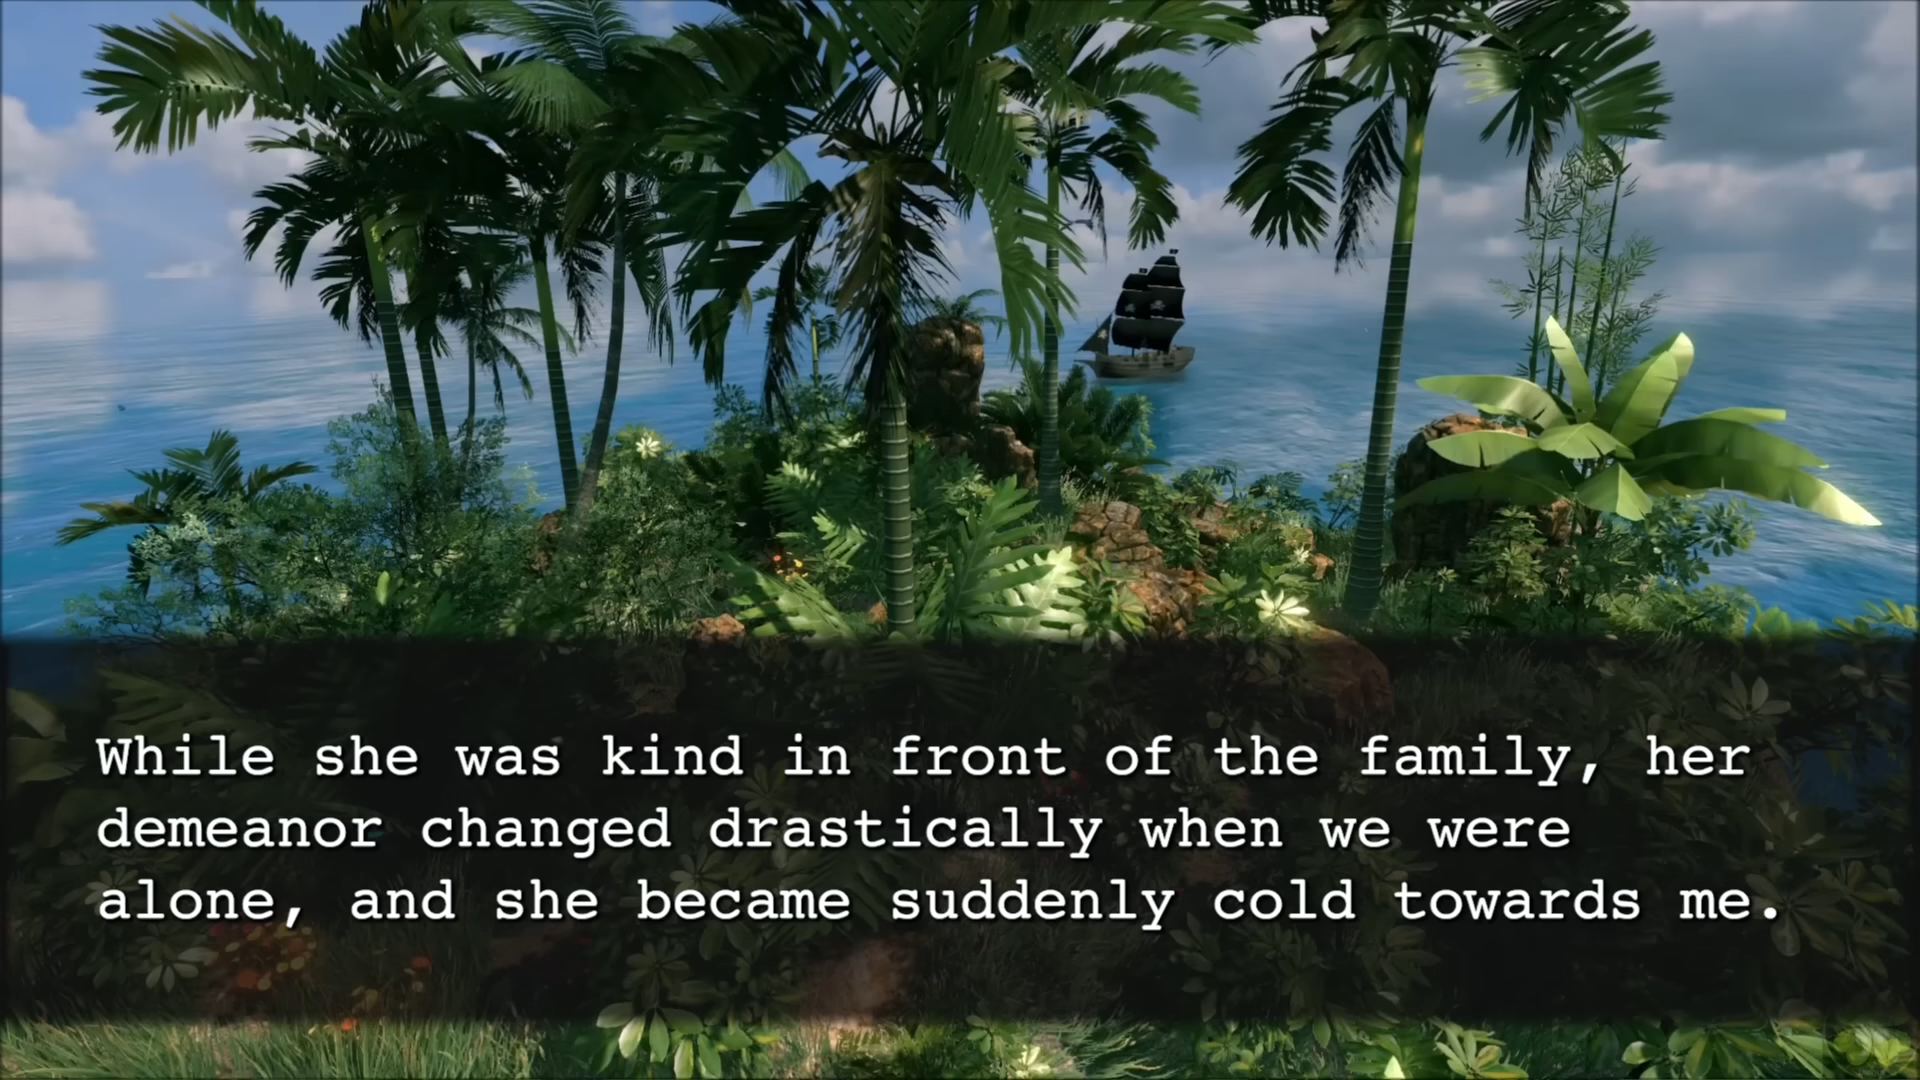 While she was kind in front of the family, her
demeanor changed drastically when we were
alone, and she became suddenly cold towards me.